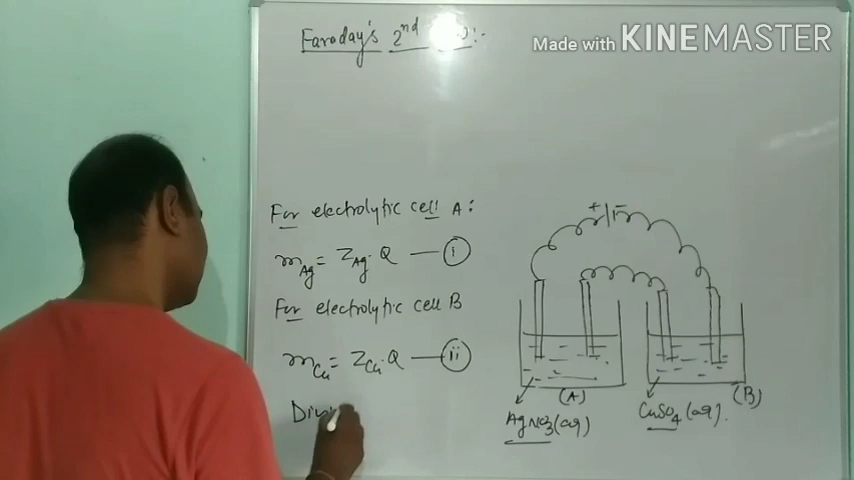 Faraday's 2nd
Made with KINEMASTER
For electrolytic cell A:
mAg = ZAg. Q — i
For electrolytic cell B
mCu = ZCu. Q — ii
+ -
(A)
(B)
AgNO3(aq)
CuSO4(aq).